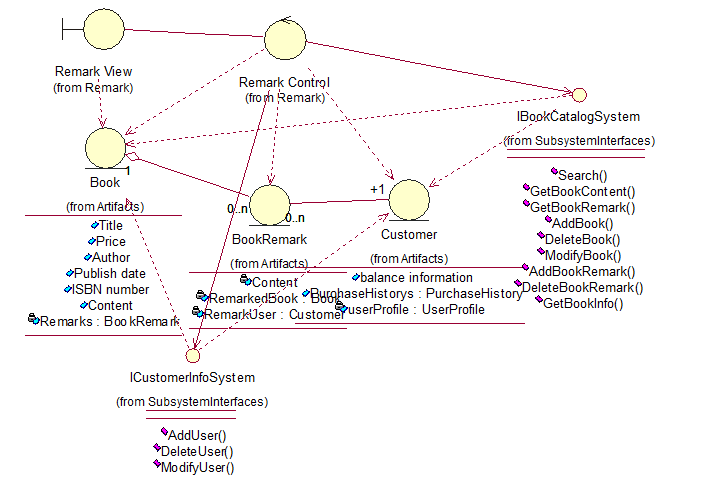 Remark View
(from Remark)
Remark Control
(from Remark)
IBookCatalogSystem
(from SubsystemInterfaces)
Search()
GetBookContent()
GetBookRemark()
AddBook()
DeleteBook()
ModifyBook()
AddBookRemark()
DeleteBookRemark()
GetBookInfo()
1
Book
(from Artifacts)
Title
Price
Author
Publish date
ISBN number
Content
Remarks : BookRemark
0..n
0..n
BookRemark
(from Artifacts)
Content
RemarkedBook : Book
RemarkUser : Customer
+1
Customer
(from Artifacts)
balance information
PurchaseHistorys : PurchaseHistory
userProfile : UserProfile
ICustomerInfoSystem
(from SubsystemInterfaces)
AddUser()
DeleteUser()
ModifyUser()